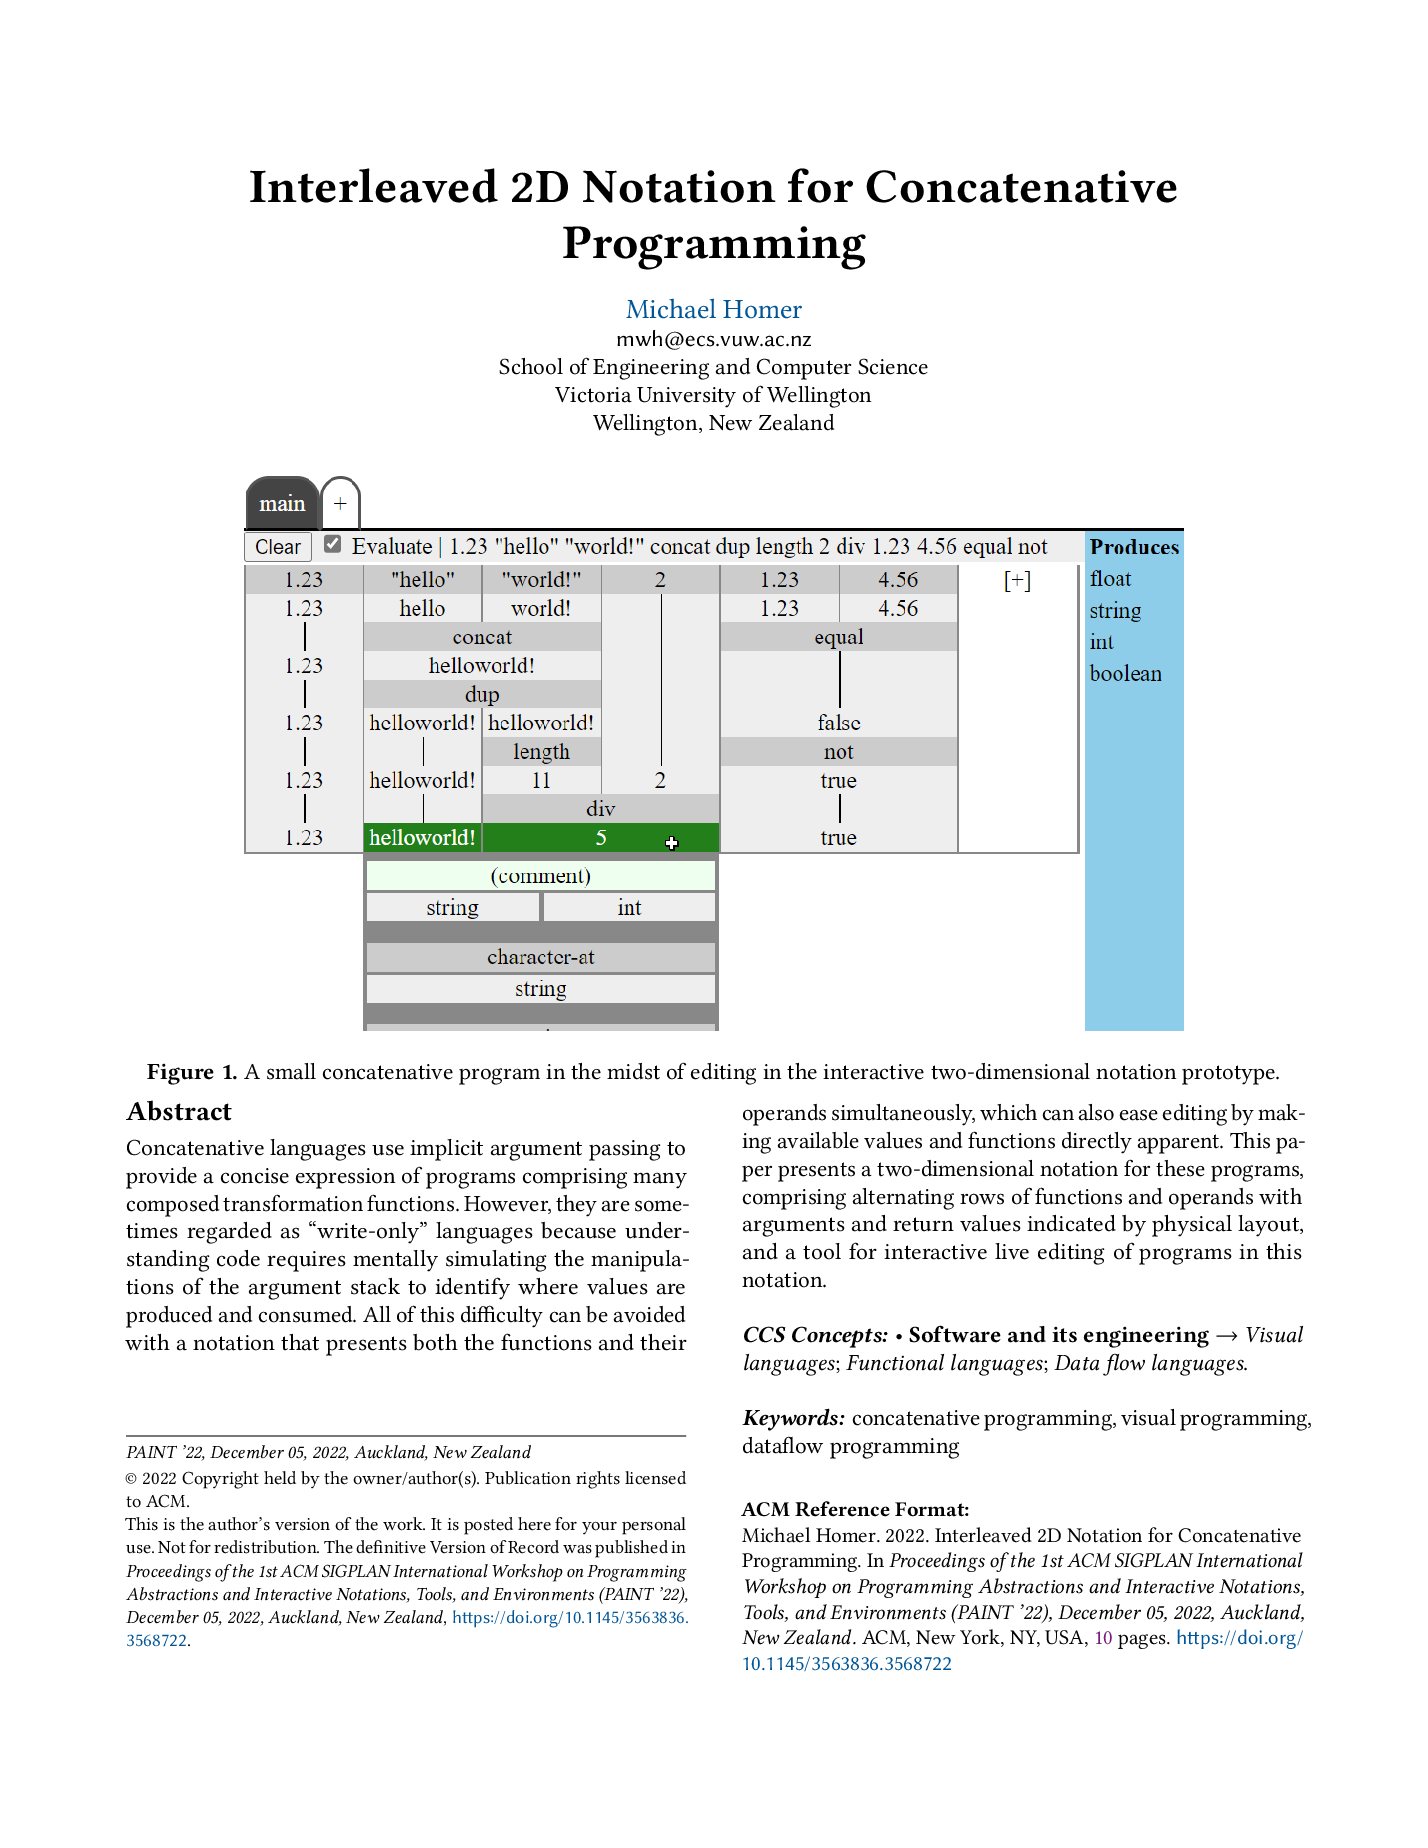 Interleaved 2D Notation for Concatenative
Programming
Michael Homer
mwh@ecs.vuw.ac.nz
School of Engineering and Computer Science
Victoria University of Wellington
Wellington, New Zealand
main +
Clear Evaluate | 1.23 "hello" "world!" concat dup length 2 div 1.23 4.56 equal not Produces
1.23 "hello" "world!" 2 1.23 4.56 [+] float
1.23 hello world! 1.23 4.56 string
concat equal int
1.23 helloworld! boolean
dup
1.23 helloworld! helloworld! false
length not
1.23 helloworld! 11 2 true
div
1.23 helloworld! 5 true
(comment)
string int
character-at
string
Figure 1. A small concatenative program in the midst of editing in the interactive two-dimensional notation prototype.
Abstract
Concatenative languages use implicit argument passing to
provide a concise expression of programs comprising many
composed transformation functions. However, they are some-
times regarded as “write-only” languages because under-
standing code requires mentally simulating the manipula-
tions of the argument stack to identify where values are
produced and consumed. All of this difficulty can be avoided
with a notation that presents both the functions and their
PAINT ’22, December 05, 2022, Auckland, New Zealand
© 2022 Copyright held by the owner/author(s). Publication rights licensed
to ACM.
This is the author’s version of the work. It is posted here for your personal
use. Not for redistribution. The definitive Version of Record was published in
Proceedings of the 1st ACM SIGPLAN International Workshop on Programming
Abstractions and Interactive Notations, Tools, and Environments (PAINT ’22),
December 05, 2022, Auckland, New Zealand, https://doi.org/10.1145/3563836.
3568722.
operands simultaneously, which can also ease editing by mak-
ing available values and functions directly apparent. This pa-
per presents a two-dimensional notation for these programs,
comprising alternating rows of functions and operands with
arguments and return values indicated by physical layout,
and a tool for interactive live editing of programs in this
notation.
CCS Concepts: • Software and its engineering → Visual
languages; Functional languages; Data flow languages.
Keywords: concatenative programming, visual programming,
dataflow programming
ACM Reference Format:
Michael Homer. 2022. Interleaved 2D Notation for Concatenative
Programming. In Proceedings of the 1st ACM SIGPLAN International
Workshop on Programming Abstractions and Interactive Notations,
Tools, and Environments (PAINT ’22), December 05, 2022, Auckland,
New Zealand. ACM, New York, NY, USA, 10 pages. https://doi.org/
10.1145/3563836.3568722